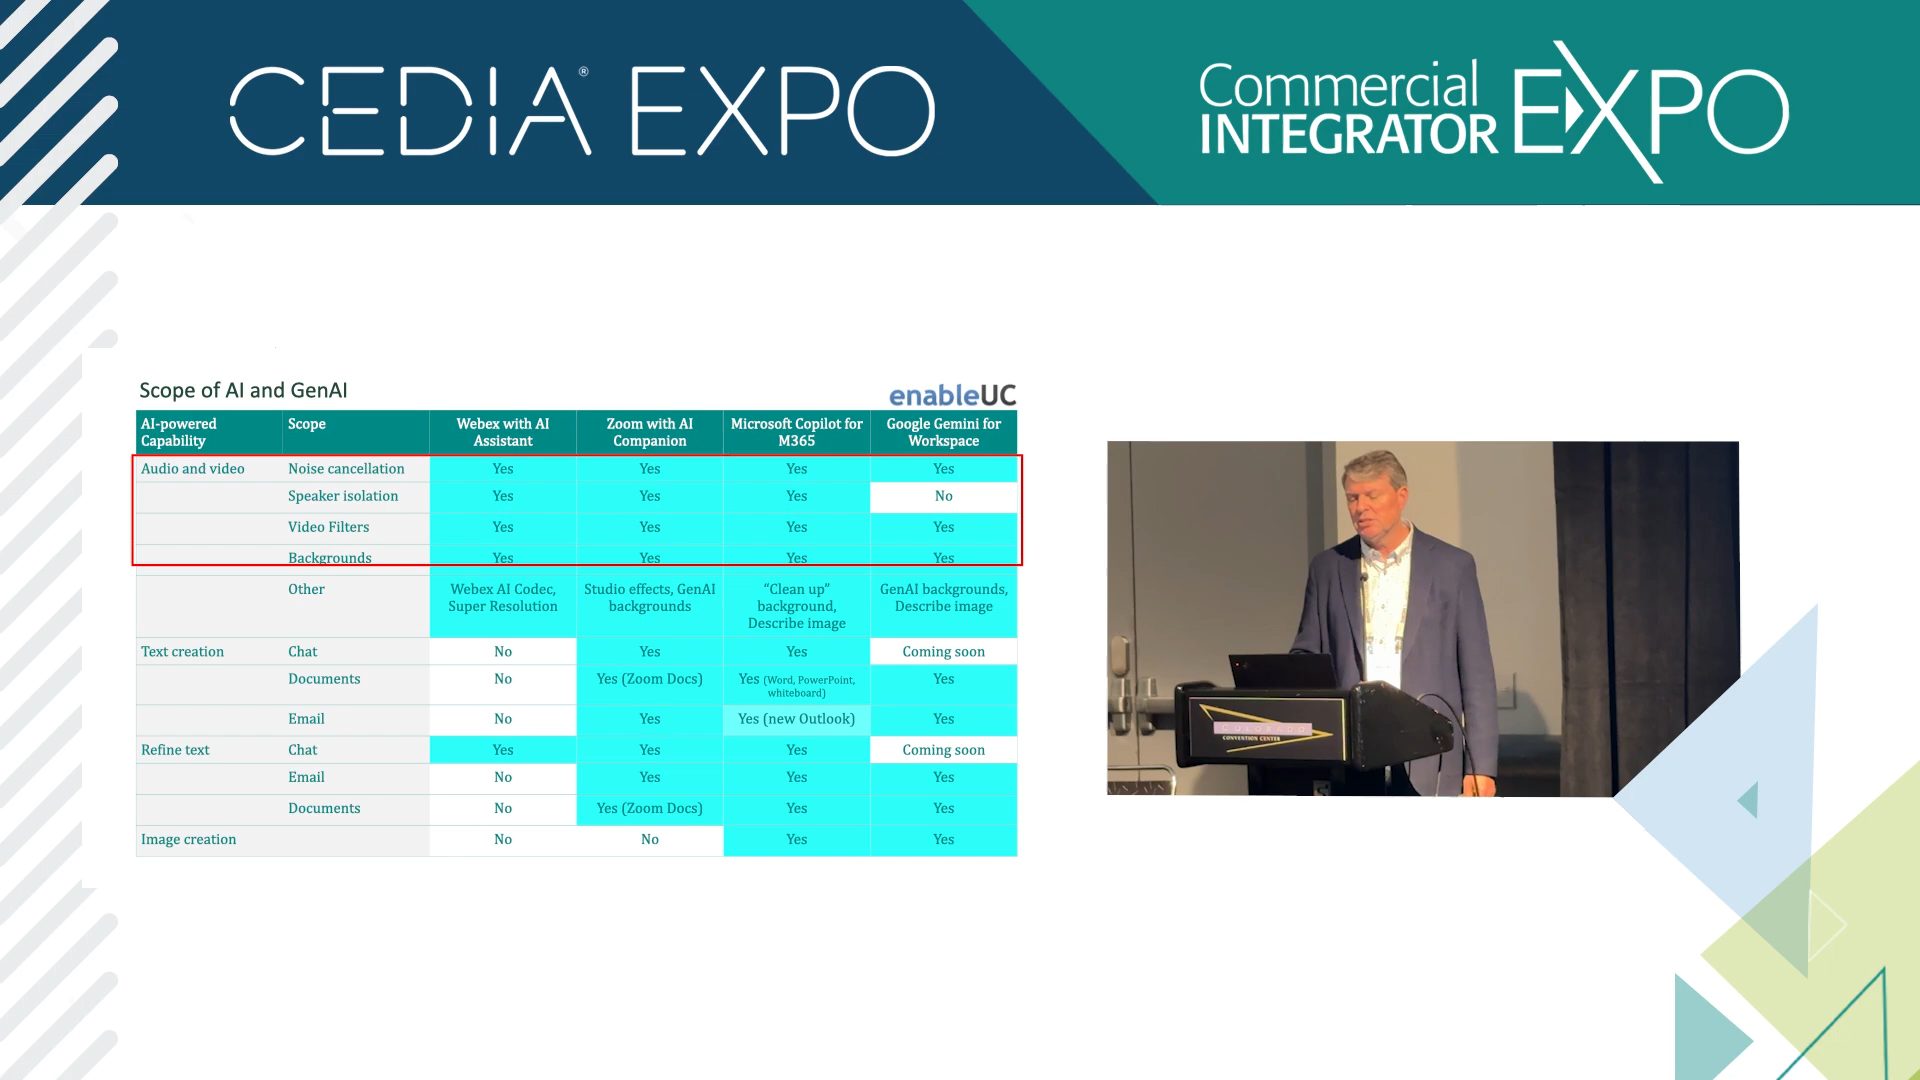 CEDIA® EXPO
Commercial
INTEGRATOR EXPO
Scope of AI and GenAI
enableUC
AI-powered Capability Scope Webex with AI Assistant Zoom with AI Companion Microsoft Copilot for M365 Google Gemini for Workspace
Audio and video Noise cancellation Yes Yes Yes Yes
Speaker isolation Yes Yes Yes No
Video Filters Yes Yes Yes Yes
Backgrounds Yes Yes Yes Yes
Other Webex AI Codec, Super Resolution Studio effects, GenAI backgrounds “Clean up” background, Describe image GenAI backgrounds, Describe image
Text creation Chat No Yes Yes Coming soon
Documents No Yes (Zoom Docs) Yes (Word, PowerPoint, whiteboard) Yes
Email No Yes Yes (new Outlook) Yes
Refine text Chat Yes Yes Yes Coming soon
Email No Yes Yes Yes
Documents No Yes (Zoom Docs) Yes Yes
Image creation No No Yes Yes
COLORADO
CONVENTION CENTER